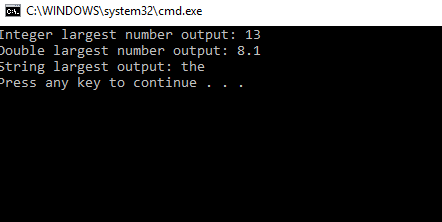 C:\WINDOWS\system32\cmd.exe
Integer largest number output: 13
Double largest number output: 8.1
String largest output: the
Press any key to continue . . .